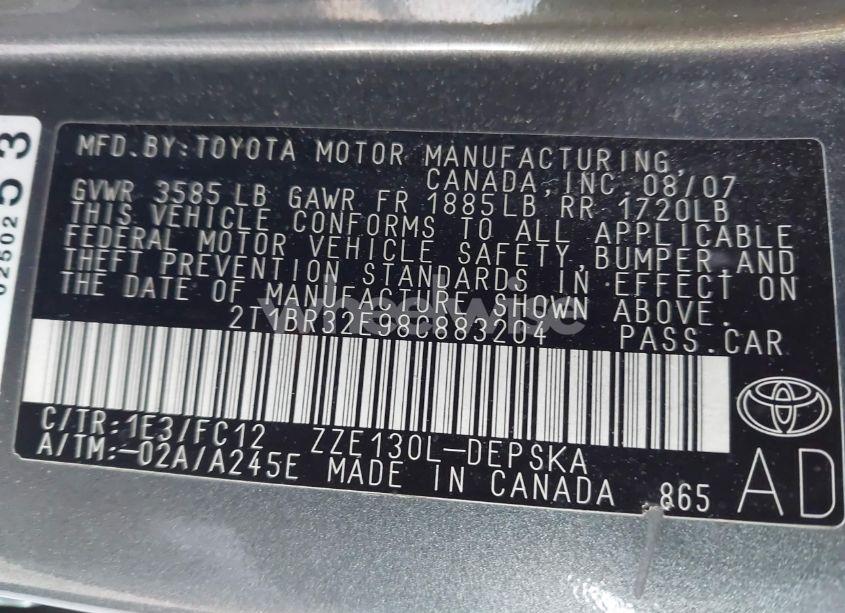 0250253
MFD.BY:TOYOTA MOTOR MANUFACTURING,
CANADA,INC. 08/07
GVWR 3585 LB GAWR FR 1885LB RR 1720LB
THIS VEHICLE CONFORMS TO ALL APPLICABLE
FEDERAL MOTOR VEHICLE SAFETY,BUMPER,AND
THEFT PREVENTION STANDARDS IN EFFECT ON
THE DATE OF MANUFACTURE SHOWN ABOVE.
2T1BR32E98C883204 PASS.CAR
C/TR:1E3/FC12 ZZE130L-DEPSKA
A/TM:-02A/A245E MADE IN CANADA 865 AD